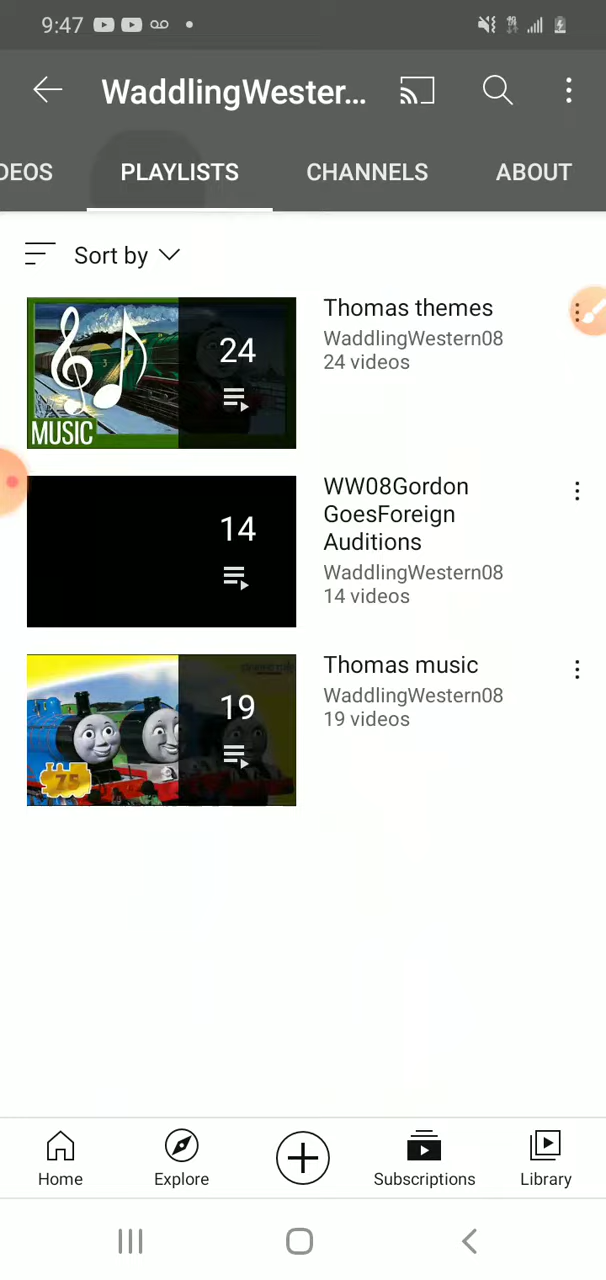 9:47
WaddlingWester...
DEOS PLAYLISTS CHANNELS ABOUT
Sort by
24
MUSIC
Thomas themes
WaddlingWestern08
24 videos
14
WW08Gordon
GoesForeign
Auditions
WaddlingWestern08
14 videos
19
75
Thomas music
WaddlingWestern08
19 videos
Home Explore Subscriptions Library